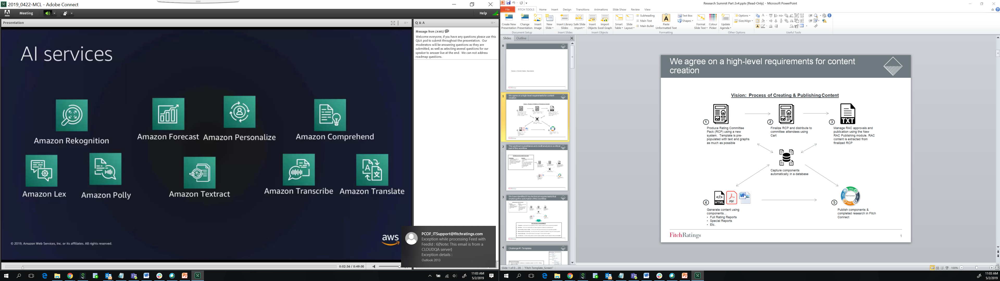 2019_0422-MCL - Adobe Connect
Adobe
Meeting
Help
Presentation
AI services
Amazon Rekognition
Amazon Forecast
Amazon Personalize
Amazon Comprehend
Amazon Lex
Amazon Polly
Amazon Textract
Amazon Transcribe
Amazon Translate
© 2019, Amazon Web Services, Inc. or its affiliates. All rights reserved.
aws
0:02:36 / 0:49:00
Q & A
Message from (AWS)
Welcome everyone, if you have any questions please use this
Q&A pod to submit throughout the presentation. Our
moderators will be answering questions as they are
submitted, as well as selecting several questions for our
speaker to answer live at the end. We can not address
roadmap questions.
PCOF_ITSupport@fitchratings.com
Exception while processing Feed with
FeedId : 6(Note: This email is from a
CLOUDQA server)
Exception details :
Outlook 2013
11:03 AM
5/2/2019
Research Summit Part 2v4.pptx [Read-Only] - Microsoft PowerPoint
File
FITCH TOOLS
Home
Insert
Design
Transitions
Animations
Slide Show
Review
View
Create New
Presentation
Change
Presentation
Insert
Image
Document Setup
New
Slide
Insert Library
Slides
Safe Slide
Import
Insert Slides
Insert
Objects
Import
Excel Graph
Insert Objects
Smart
Table
Slide
Layout
Subheading
Main Text
Main Bullet
Paste
Unformatted Text
Text Box
Shapes
Format
Slide Text
Colour
Picker
Formatting
Update
Agenda
Options
Size/Align
Other Options
Useful Tools
Slides
Outline
0
1
We agree on a high-level requirements for content
creation
2
The upstream surveillance and credit analysis is a critical
part of this workflow
3
We have identified 6 key technical requirements that
challenge the automation of this workflow
4
Challenge #1: Templates
We agree on a high-level requirements for content
creation
Vision: Process of Creating & Publishing Content
1
Produce Rating Committee
Pack (RCP) using a new
system. Template is pre-
populated with text and graphs
as much as possible
2
Finalize RCP and distribute to
committee attendees using
Cart
TXT
3
Manage RAC approvals and
publication using the New
RAC Publishing module. RAC
content is extracted from
finalized RCP
Capture components
automatically in a database
HTML
PDF
W
4
Generate content using
components...
• Full Rating Reports
• Special Reports
• Etc.
Fitch Connect
5
Publish components &
completed research in Fitch
Connect
FitchRatings
1
Slide 1 of 0 .. 28
"Fitch Template_Screen"
100%
11:03 AM
5/2/2019